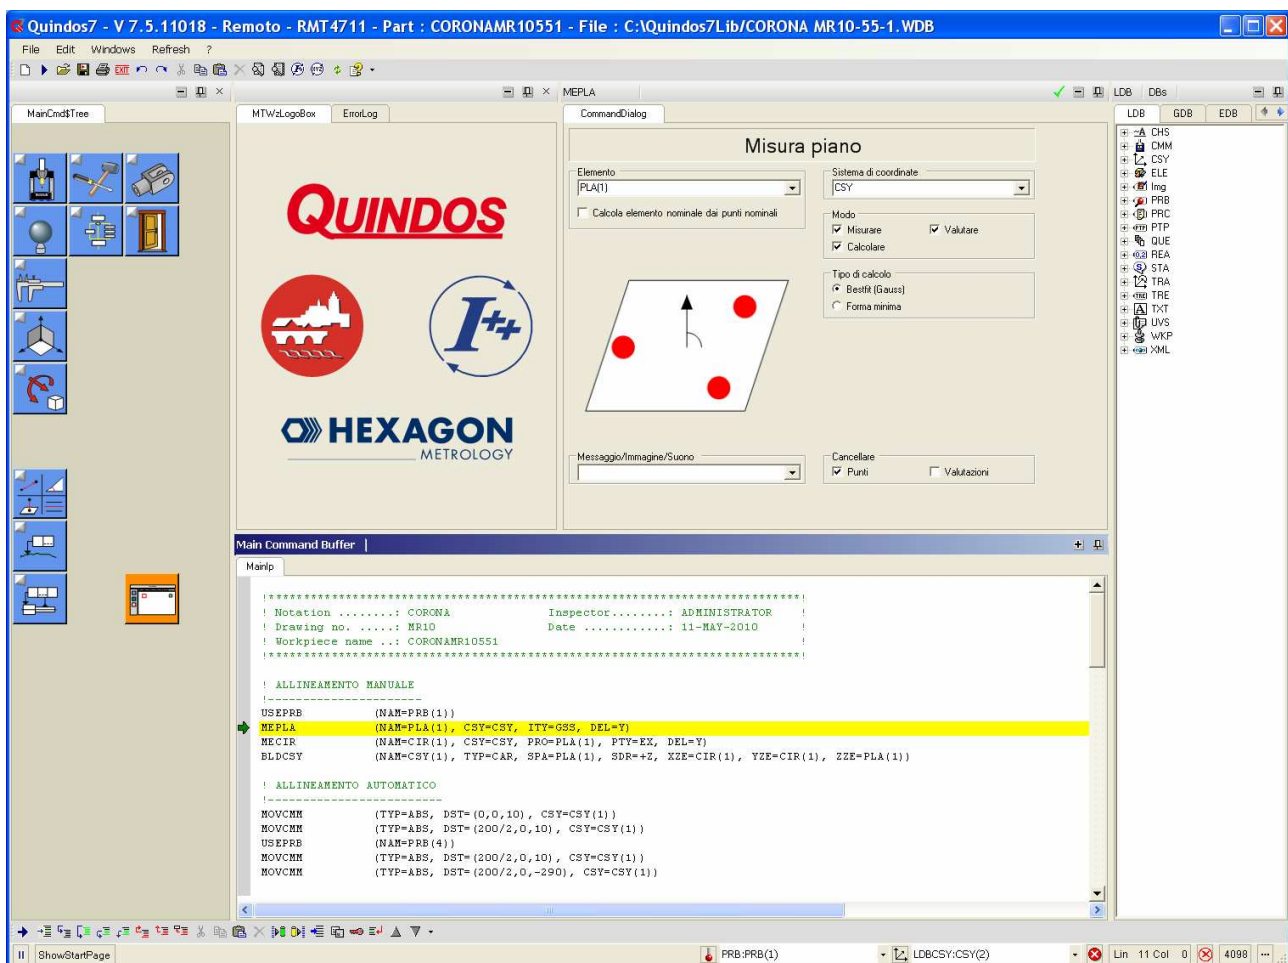 Quindos7 - V 7.5.11018 - Remoto - RMT4711 - Part : CORONAMR10551 - File : C:\Quindos7Lib/CORONA MR10-55-1.WDB
File Edit Windows Refresh ?
MEPLA
LDB DBs
MainCmd$Tree
MTWzLogoBox ErrorLog
CommandDialog
LDB GDB EDB
Misura piano
Elemento
PLA(1)
Calcola elemento nominale dai punti nominali
Sistema di coordinate
CSY
Modo
Misurare Valutare
Calcolare
Tipo di calcolo
Bestfit (Gauss)
Forma minima
Messaggio/Immagine/Suono
Cancellare
Punti Valutazioni
QUINDOS
I++
HEXAGON
METROLOGY
CHS
CMM
CSY
ELE
Img
PRB
PRC
PTP
QUE
REA
STA
TRA
TRE
TXT
UVS
WKP
XML
Main Command Buffer
MainIp
!***************************************************************************!
! Notation ........: CORONA Inspector........: ADMINISTRATOR !
! Drawing no. .....: MR10 Date ............: 11-MAY-2010 !
! Workpiece name ..: CORONAMR10551 !
!***************************************************************************!
! ALLINEAMENTO MANUALE
!----------------------
USEPRB (NAM=PRB(1))
MEPLA (NAM=PLA(1), CSY=CSY, ITY=GSS, DEL=Y)
MECIR (NAM=CIR(1), CSY=CSY, PRO=PLA(1), PTY=EX, DEL=Y)
BLDCSY (NAM=CSY(1), TYP=CAR, SPA=PLA(1), SDR=+Z, XZE=CIR(1), YZE=CIR(1), ZZE=PLA(1))
! ALLINEAMENTO AUTOMATICO
!-------------------------
MOVCMM (TYP=ABS, DST=(0,0,10), CSY=CSY(1))
MOVCMM (TYP=ABS, DST=(200/2,0,10), CSY=CSY(1))
USEPRB (NAM=PRB(4))
MOVCMM (TYP=ABS, DST=(200/2,0,10), CSY=CSY(1))
MOVCMM (TYP=ABS, DST=(200/2,0,-290), CSY=CSY(1))
ShowStartPage
PRB:PRB(1)
LDBCSY:CSY(2)
Lin 11 Col 0
4098